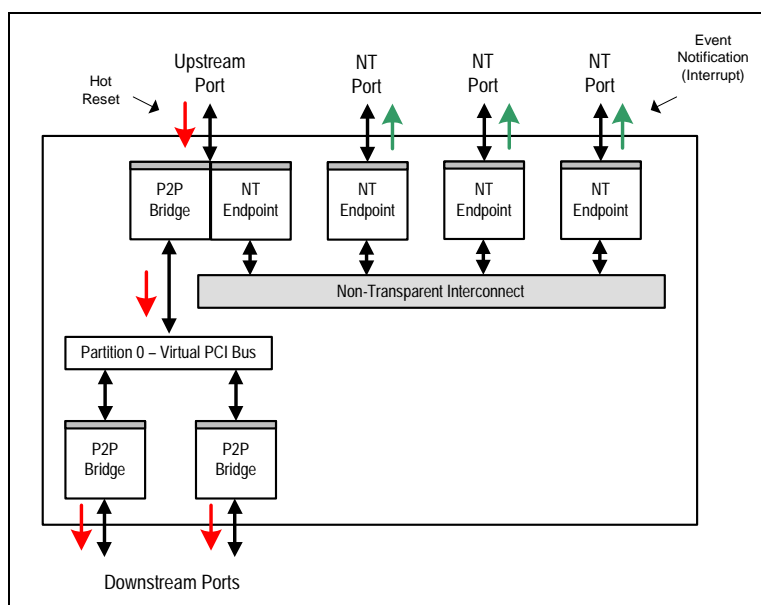 Event
Notification
(Interrupt)
Upstream
Port
NT
Port
NT
Port
NT
Port
Hot
Reset
P2P
Bridge
NT
Endpoint
NT
Endpoint
NT
Endpoint
NT
Endpoint
Non-Transparent Interconnect
Partition 0 – Virtual PCI Bus
P2P
Bridge
P2P
Bridge
Downstream Ports